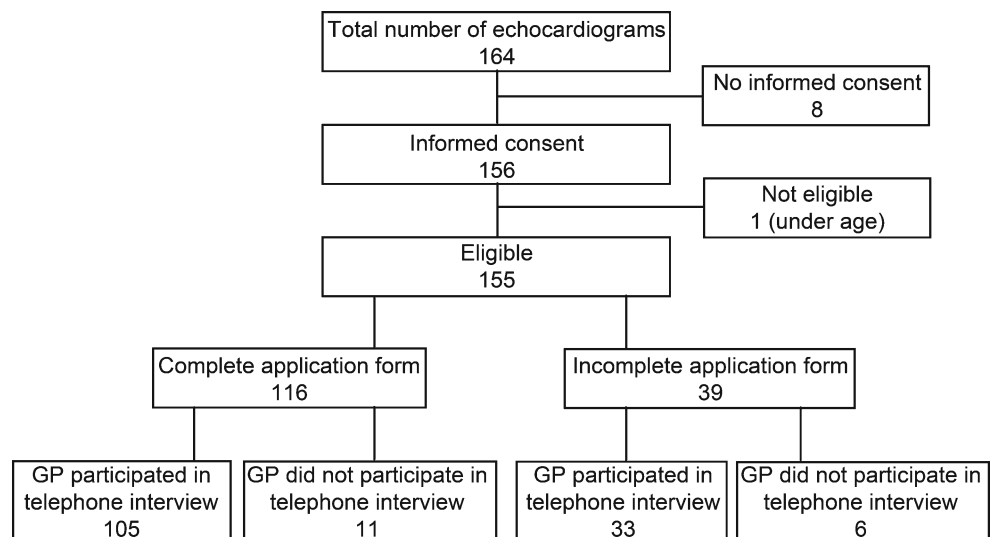 Total number of echocardiograms
164
No informed consent
8
Informed consent
156
Not eligible
1 (under age)
Eligible
155
Complete application form
116
Incomplete application form
39
GP participated in
telephone interview
105
GP did not participate in
telephone interview
11
GP participated in
telephone interview
33
GP did not participate in
telephone interview
6